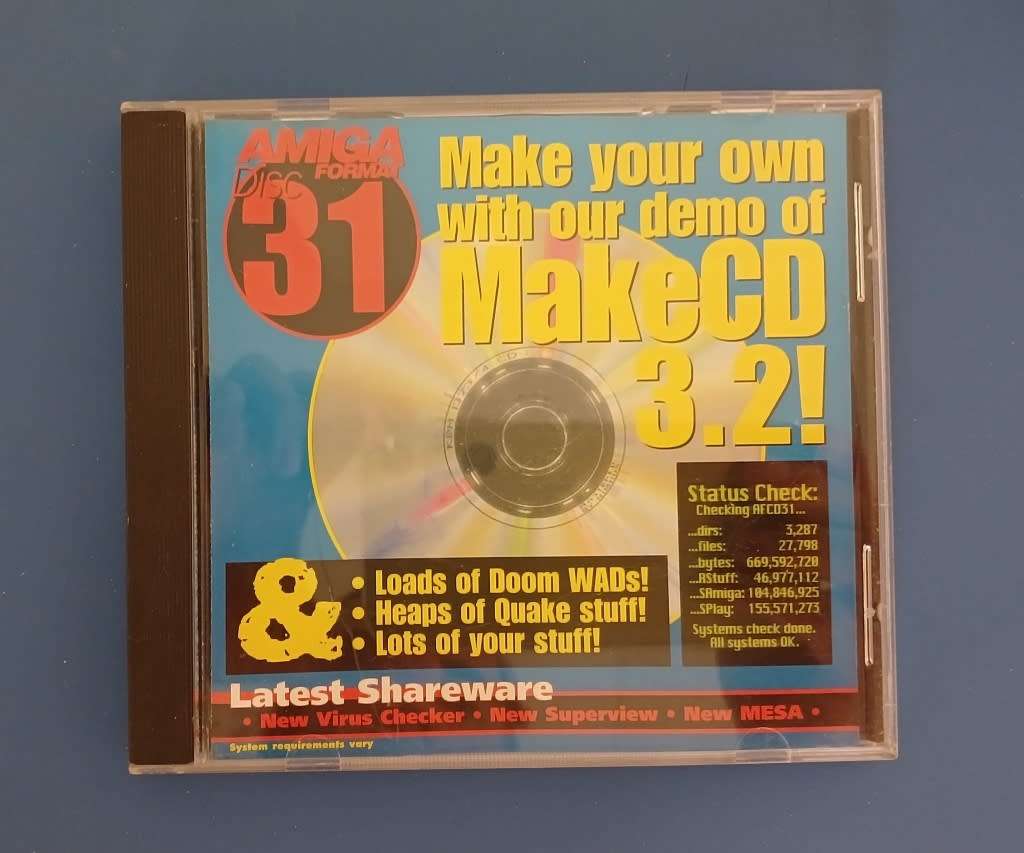 AMIGA
FORMAT
Disc
31
Make your own
with our demo of
MakeCD
3.2!
Status Check:
Checking AFCD31...
...dirs: 3,287
...files: 27,798
...bytes: 669,592,720
...AStuff: 46,977,112
...SAmiga: 104,846,925
...SPlay: 155,571,273
Systems check done.
All systems OK.
&
• Loads of Doom WADs!
• Heaps of Quake stuff!
• Lots of your stuff!
Latest Shareware
• New Virus Checker • New Superview • New MESA •
System requirements vary